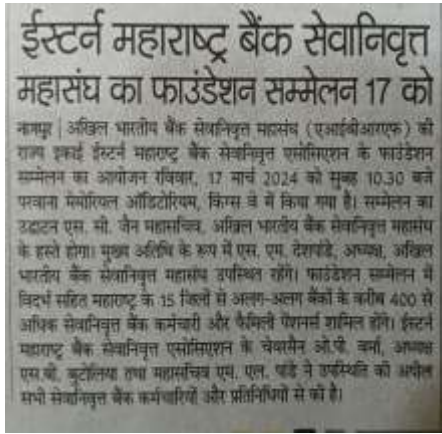 ईस्टर्न महाराष्ट्र बैंक सेवानिवृत्त
महासंघ का फाउंडेशन सम्मेलन 17 को
नागपुर | अखिल भारतीय बैंक सेवानिवृत्त महासंघ (एआईबीआरएफ) की
राज्य इकाई ईस्टर्न महाराष्ट्र बैंक सेवानिवृत्त एसोसिएशन के फाउंडेशन
सम्मेलन का आयोजन रविवार, 17 मार्च 2024 को सुबह 10.30 बजे
परवाना मेमोरियल ऑडिटोरियम, किंग्स वे में किया गया है। सम्मेलन का
उद्घाटन एस. सी. जैन महासचिव, अखिल भारतीय बैंक सेवानिवृत्त महासंघ
के हस्ते होगा। मुख्य अतिथि के रूप में एस. एम. देशपांडे, अध्यक्ष, अखिल
भारतीय बैंक सेवानिवृत्त महासंघ उपस्थित रहेंगे। फाउंडेशन सम्मेलन में
विदर्भ सहित महाराष्ट्र के 15 जिलों से अलग-अलग बैंकों के करीब 400 से
अधिक सेवानिवृत्त बैंक कर्मचारी और फैमिली पेंशनर्स शामिल होंगे। ईस्टर्न
महाराष्ट्र बैंक सेवानिवृत्त एसोसिएशन के चेयरमैन ओ.पी. वर्मा, अध्यक्ष
एस.बी. बुटोलिया तथा महासचिव एम. एल. पांडे ने उपस्थिति की अपील
सभी सेवानिवृत्त बैंक कर्मचारियों और प्रतिनिधियों से की है।